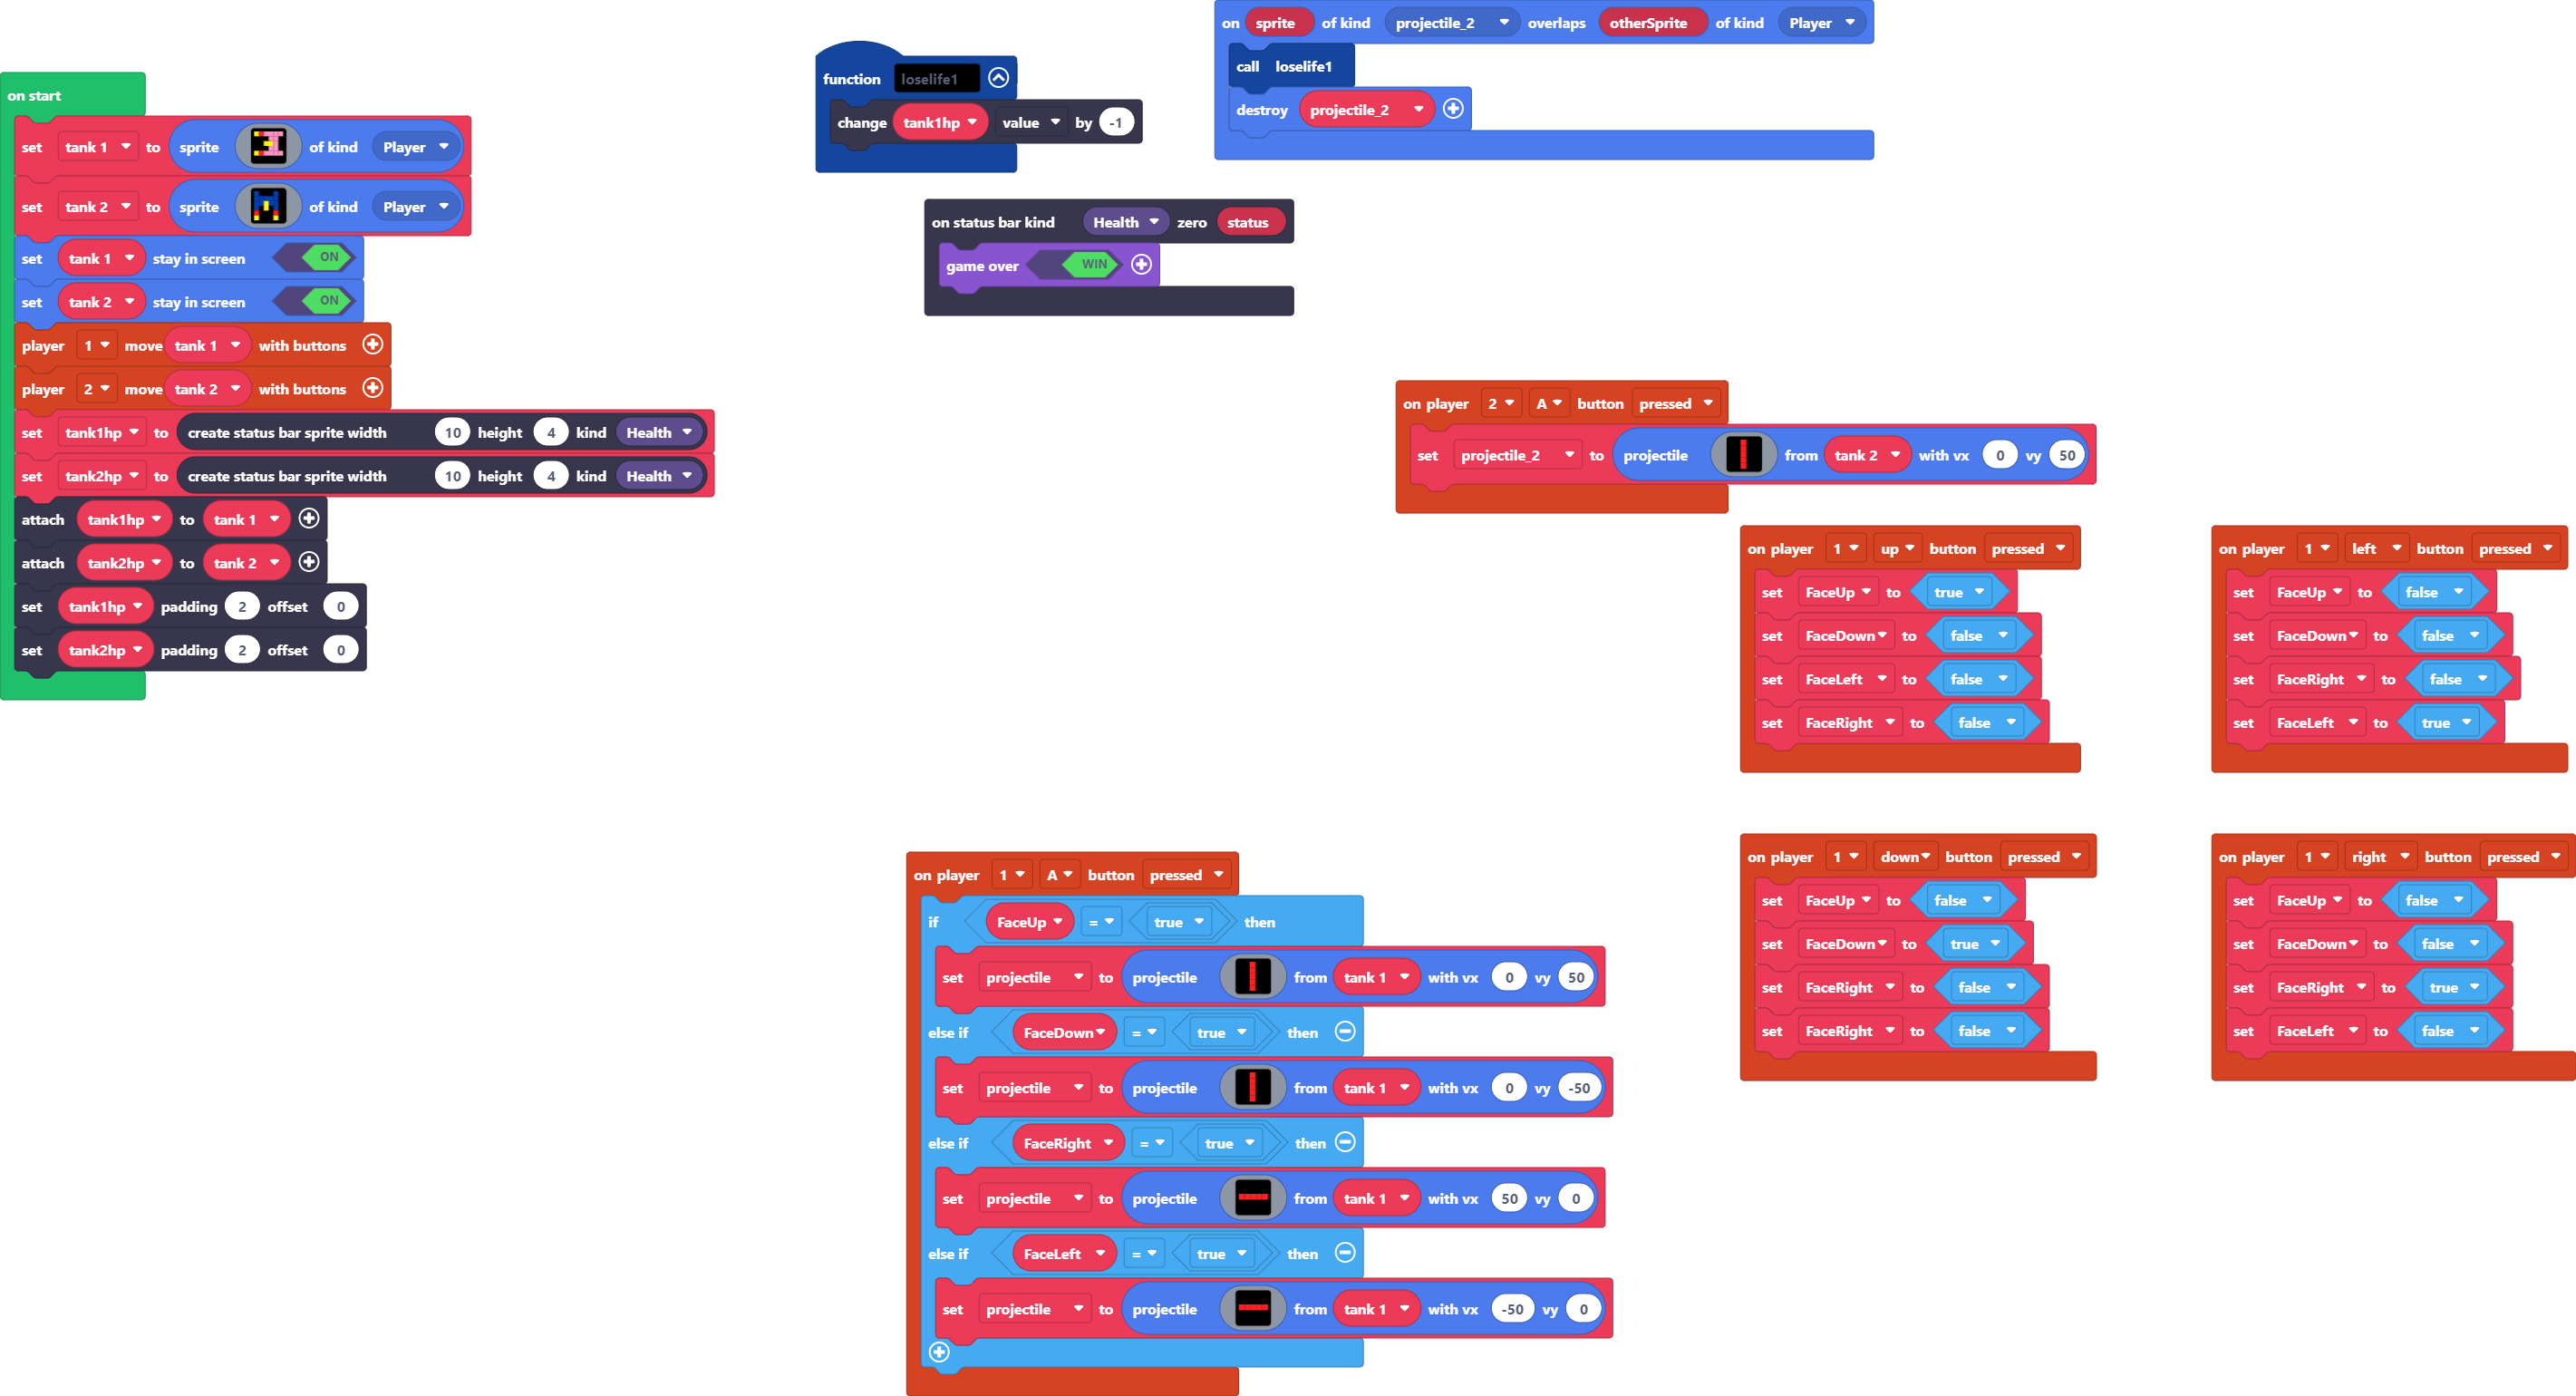 on start
set tank 1 to sprite of kind Player
set tank 2 to sprite of kind Player
set tank 1 stay in screen ON
set tank 2 stay in screen ON
player 1 move tank 1 with buttons
player 2 move tank 2 with buttons
set tank1hp to create status bar sprite width 10 height 4 kind Health
set tank2hp to create status bar sprite width 10 height 4 kind Health
attach tank1hp to tank 1
attach tank2hp to tank 2
set tank1hp padding 2 offset 0
set tank2hp padding 2 offset 0
function loselife1
change tank1hp value by -1
on sprite of kind projectile_2 overlaps otherSprite of kind Player
call loselife1
destroy projectile_2
on status bar kind Health zero status
game over WIN
on player 2 A button pressed
set projectile_2 to projectile from tank 2 with vx 0 vy 50
on player 1 up button pressed
set FaceUp to true
set FaceDown to false
set FaceLeft to false
set FaceRight to false
on player 1 left button pressed
set FaceUp to false
set FaceDown to false
set FaceRight to false
set FaceLeft to true
on player 1 A button pressed
if FaceUp = true then
set projectile to projectile from tank 1 with vx 0 vy 50
else if FaceDown = true then
set projectile to projectile from tank 1 with vx 0 vy -50
else if FaceRight = true then
set projectile to projectile from tank 1 with vx 50 vy 0
else if FaceLeft = true then
set projectile to projectile from tank 1 with vx -50 vy 0
on player 1 down button pressed
set FaceUp to false
set FaceDown to true
set FaceRight to false
set FaceRight to false
on player 1 right button pressed
set FaceUp to false
set FaceDown to false
set FaceRight to true
set FaceLeft to false